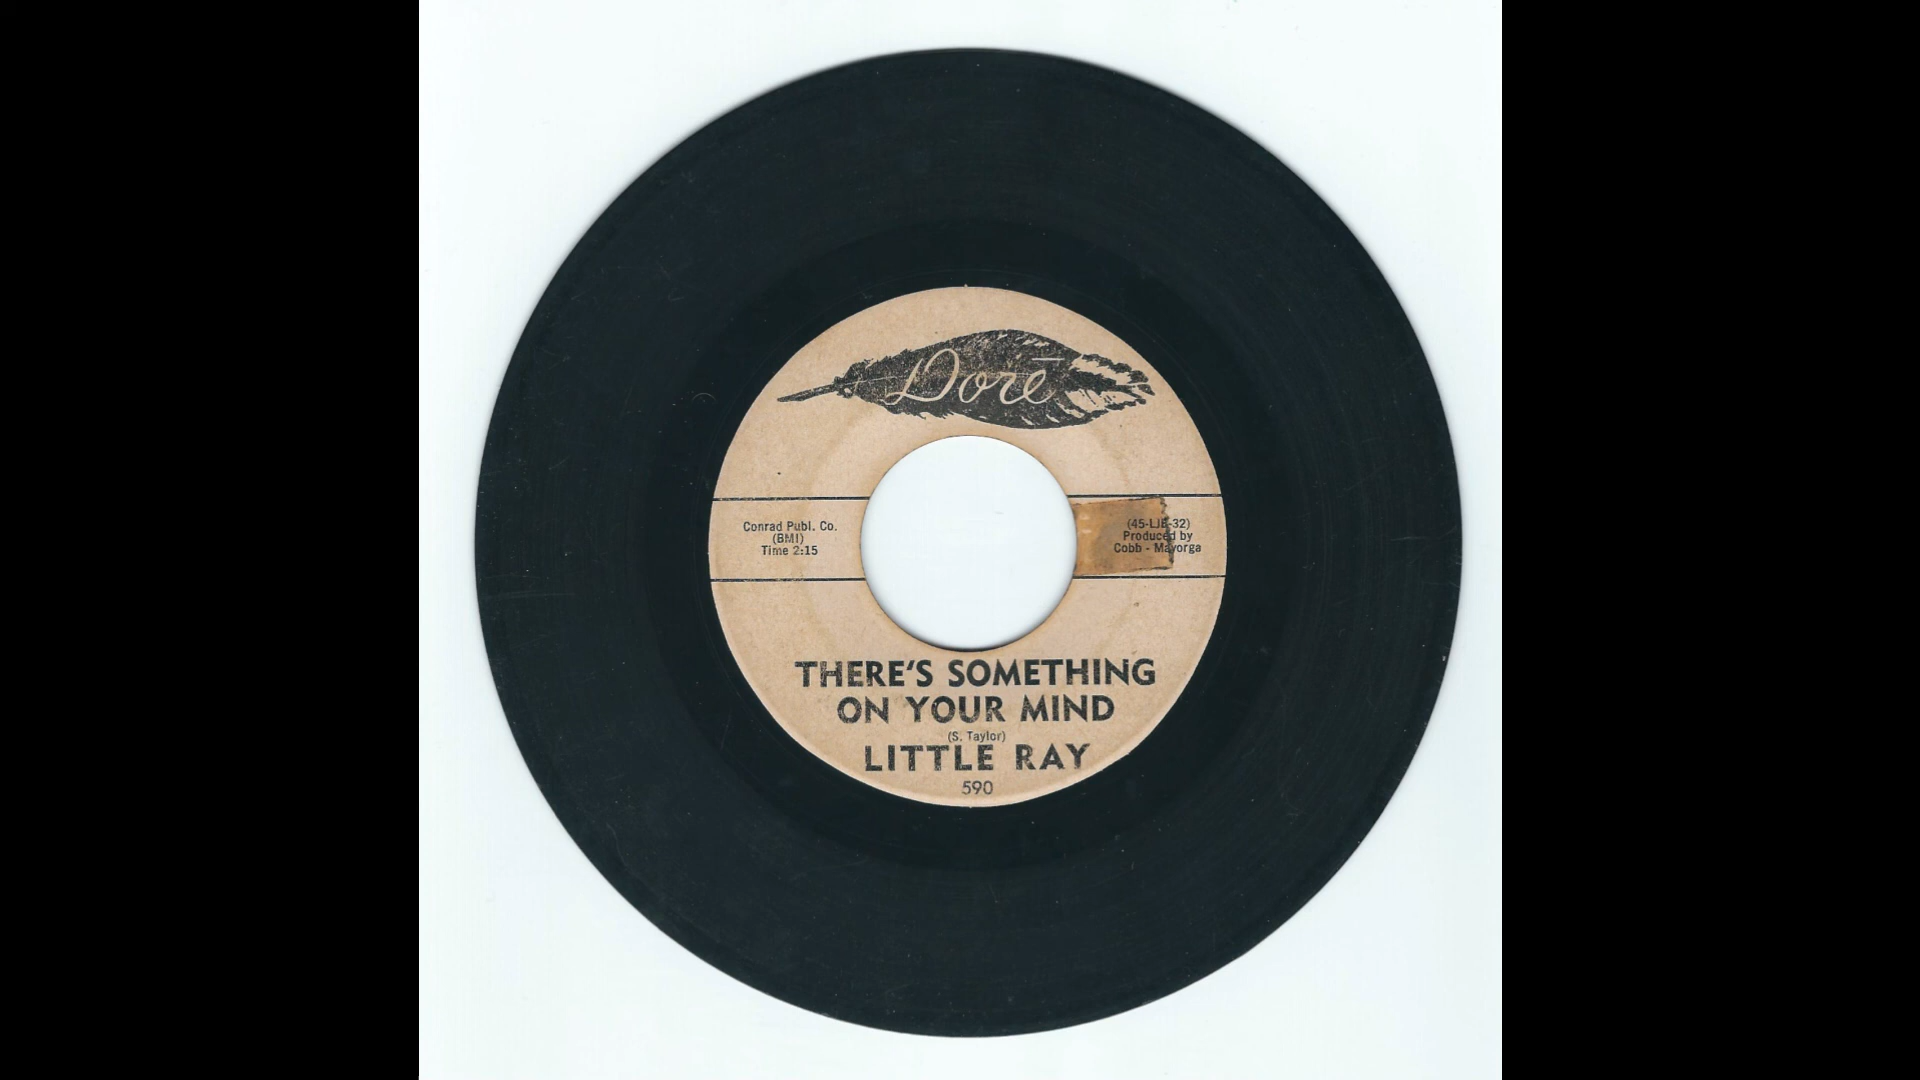 Doré
Conrad Publ. Co.
(BMI)
Time 2:15
(45-LJB-32)
Produced by
Cobb - Mayorga
THERE'S SOMETHING
ON YOUR MIND
(S. Taylor)
LITTLE RAY
590